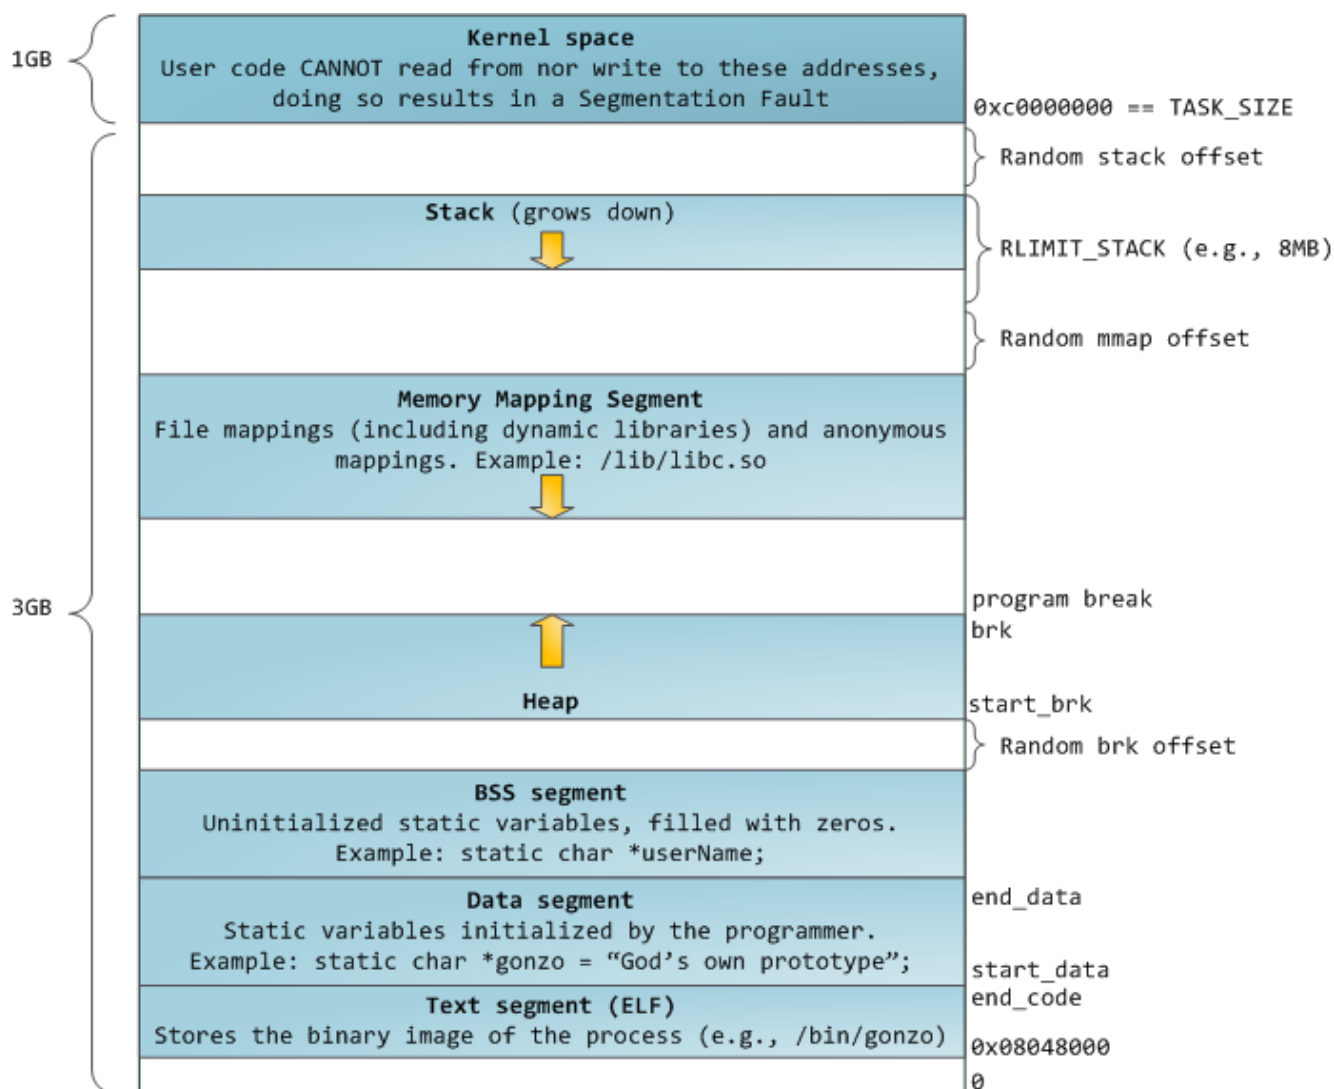 1GB
Kernel space
User code CANNOT read from nor write to these addresses,
doing so results in a Segmentation Fault
0xc0000000 == TASK_SIZE
Random stack offset
Stack (grows down)
RLIMIT_STACK (e.g., 8MB)
Random mmap offset
Memory Mapping Segment
File mappings (including dynamic libraries) and anonymous
mappings. Example: /lib/libc.so
3GB
program break
brk
Heap
start_brk
Random brk offset
BSS segment
Uninitialized static variables, filled with zeros.
Example: static char *userName;
Data segment
Static variables initialized by the programmer.
Example: static char *gonzo = “God’s own prototype”;
end_data
start_data
Text segment (ELF)
Stores the binary image of the process (e.g., /bin/gonzo)
end_code
0x08048000
0